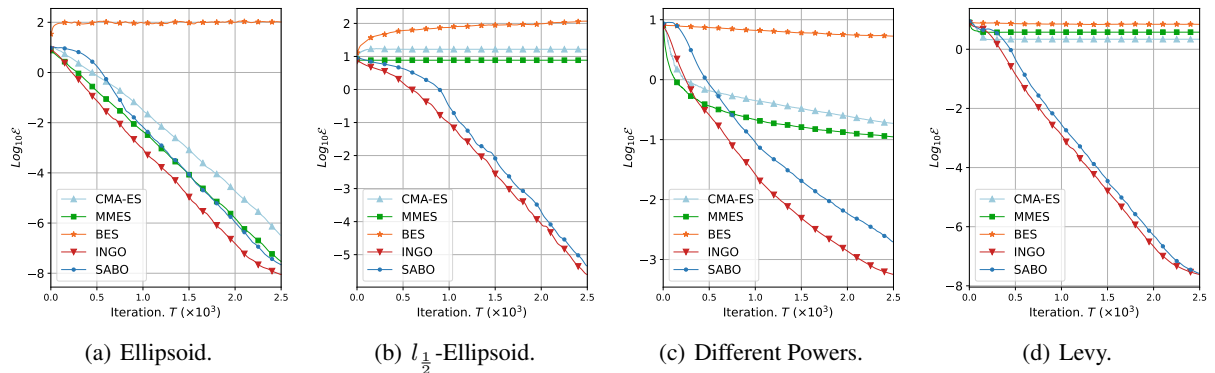 2
0
−2
−4
−6
−8
Log₁₀ℰ
CMA-ES
MMES
BES
INGO
SABO
0.0 0.5 1.0 1.5 2.0 2.5
Iteration. T (×10³)
(a) Ellipsoid.
2
1
0
−1
−2
−3
−4
−5
Log₁₀ℰ
CMA-ES
MMES
BES
INGO
SABO
0.0 0.5 1.0 1.5 2.0 2.5
Iteration. T (×10³)
(b) l_{1/2}-Ellipsoid.
1
0
−1
−2
−3
Log₁₀ℰ
CMA-ES
MMES
BES
INGO
SABO
0.0 0.5 1.0 1.5 2.0 2.5
Iteration. T (×10³)
(c) Different Powers.
0
−2
−4
−6
−8
Log₁₀ℰ
CMA-ES
MMES
BES
INGO
SABO
0.0 0.5 1.0 1.5 2.0 2.5
Iteration. T (×10³)
(d) Levy.